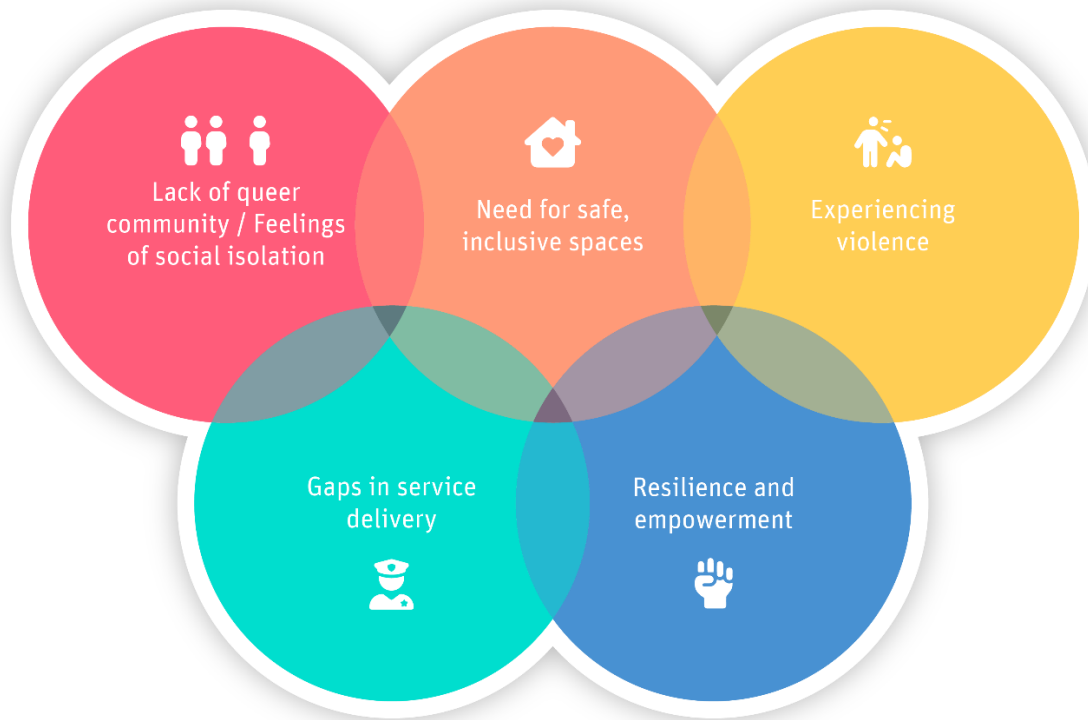 Lack of queer
community / Feelings
of social isolation
Need for safe,
inclusive spaces
Experiencing
violence
Gaps in service
delivery
Resilience and
empowerment